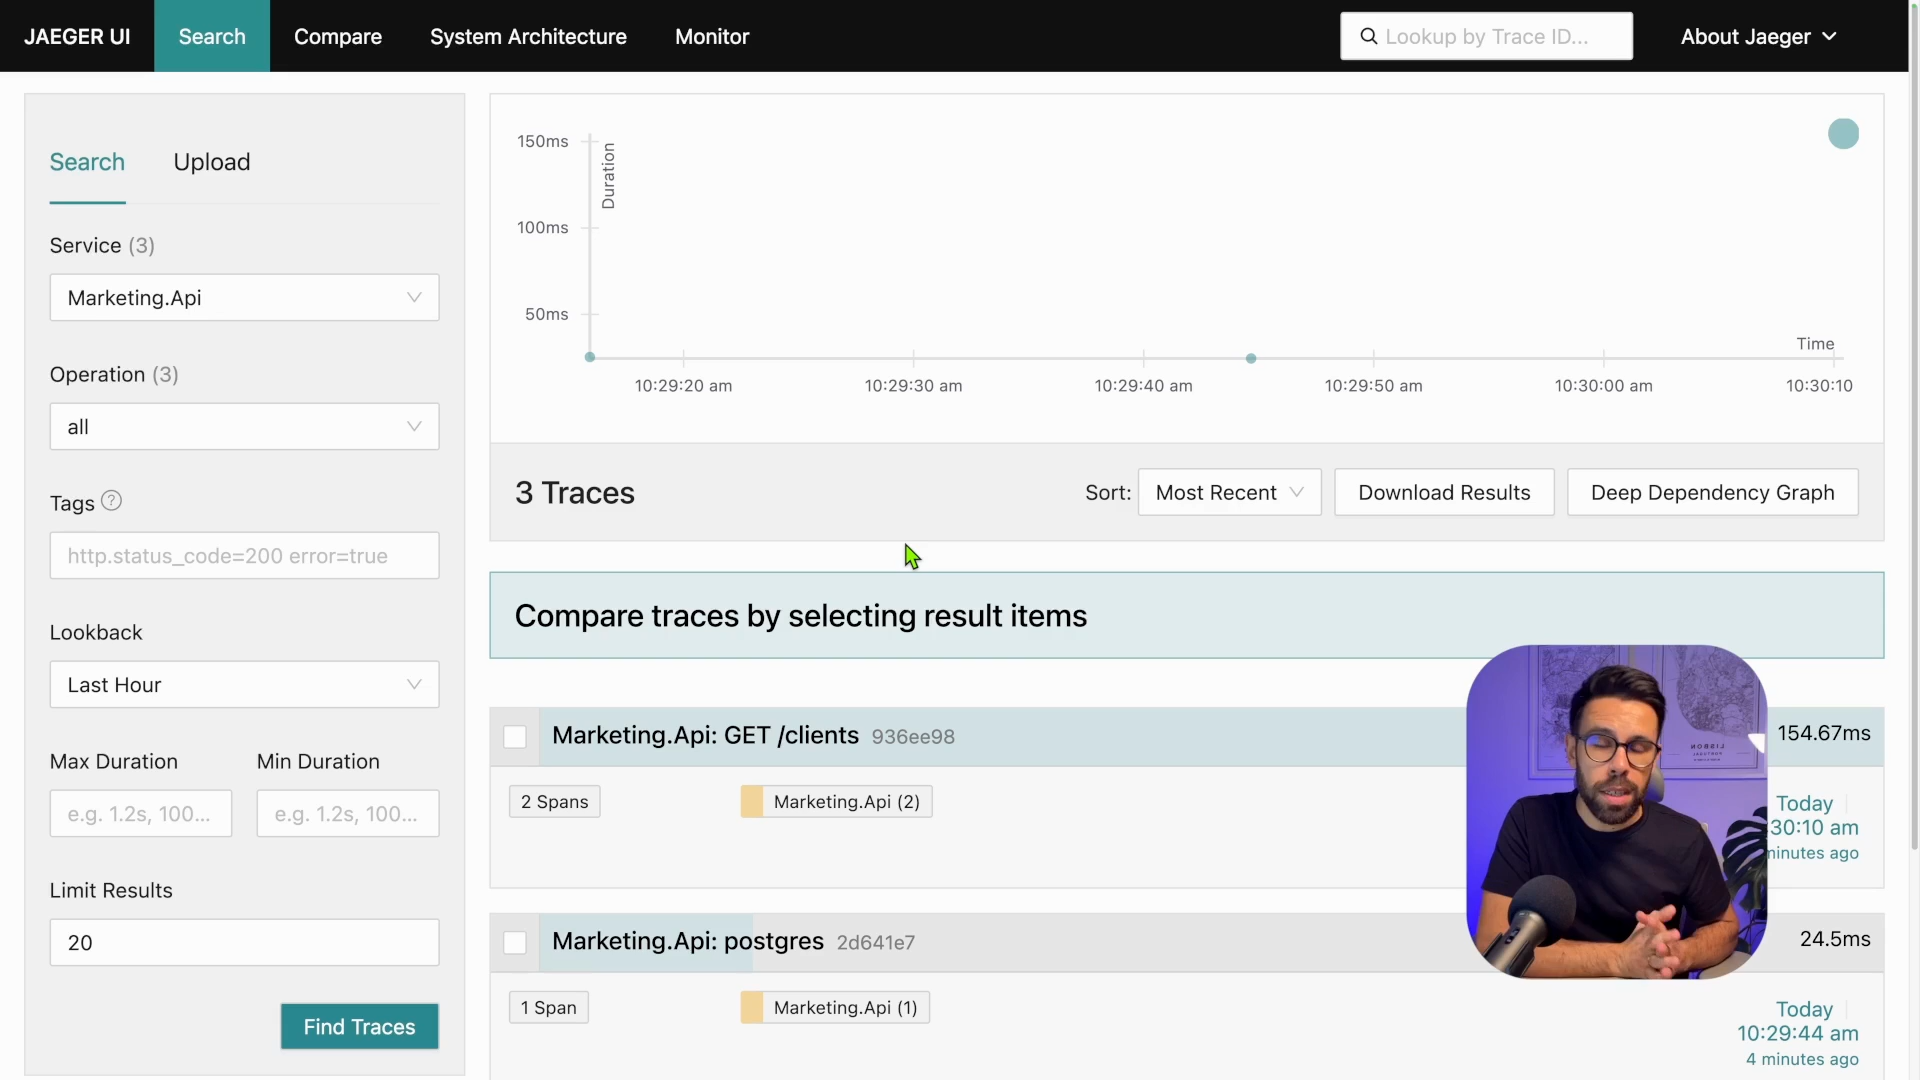 JAEGER UI
Search
Compare
System Architecture
Monitor
Lookup by Trace ID...
About Jaeger
Search
Upload
Service (3)
Marketing.Api
Operation (3)
all
Tags
http.status_code=200 error=true
Lookback
Last Hour
Max Duration
Min Duration
e.g. 1.2s, 100...
e.g. 1.2s, 100...
Limit Results
20
Find Traces
150ms
100ms
50ms
Duration
Time
10:29:20 am
10:29:30 am
10:29:40 am
10:29:50 am
10:30:00 am
10:30:10
3 Traces
Sort:
Most Recent
Download Results
Deep Dependency Graph
Compare traces by selecting result items
Marketing.Api: GET /clients 936ee98
154.67ms
2 Spans
Marketing.Api (2)
Today
30:10 am
minutes ago
Marketing.Api: postgres 2d641e7
24.5ms
1 Span
Marketing.Api (1)
Today
10:29:44 am
4 minutes ago